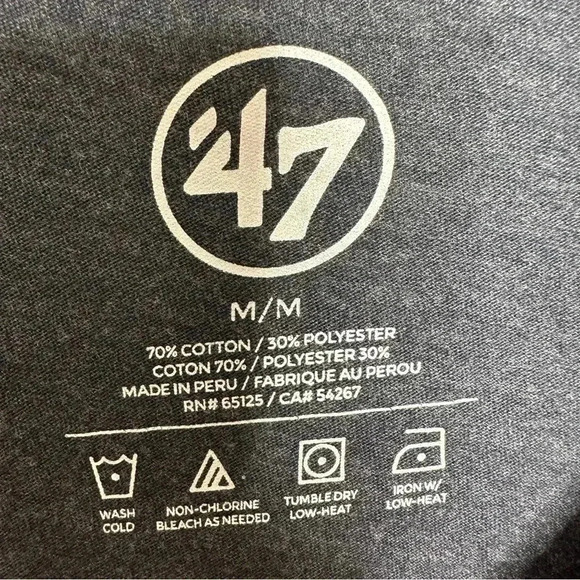 '47
M/M
70% COTTON / 30% POLYESTER
COTON 70% / POLYESTER 30%
MADE IN PERU / FABRIQUE AU PEROU
RN# 65125 / CA# 54267
WASH
COLD
NON-CHLORINE
BLEACH AS NEEDED
TUMBLE DRY
LOW-HEAT
IRON W/
LOW-HEAT